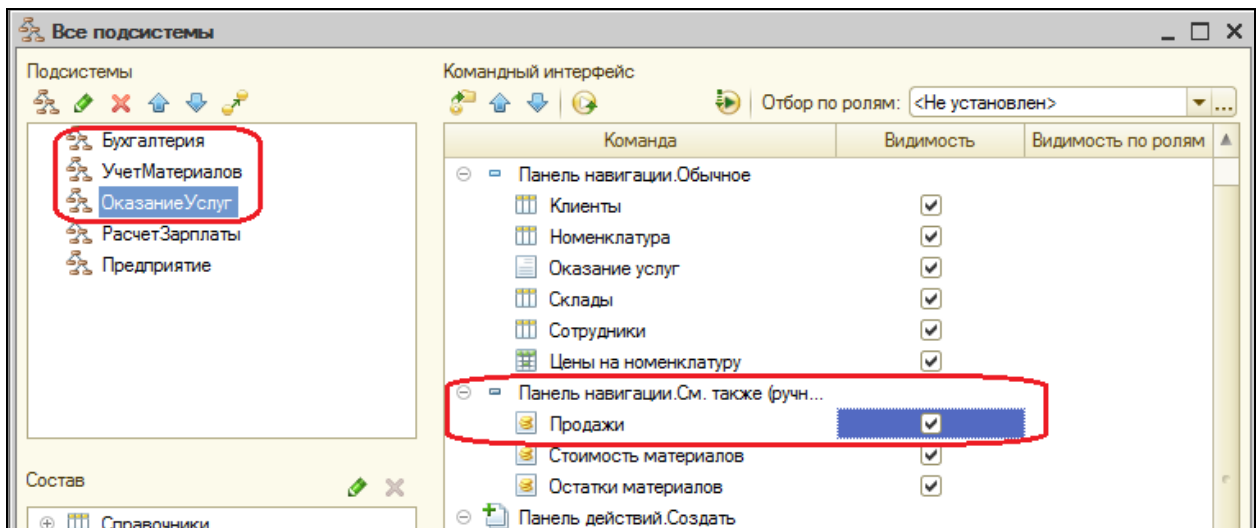 Все подсистемы
Подсистемы
Бухгалтерия
УчетМатериалов
ОказаниеУслуг
РасчетЗарплаты
Предприятие
Состав
Справочники
Командный интерфейс
Отбор по ролям: <Не установлен>
Команда Видимость Видимость по ролям
Панель навигации.Обычное
Клиенты
Номенклатура
Оказание услуг
Склады
Сотрудники
Цены на номенклатуру
Панель навигации.См. также (ручн...
Продажи
Стоимость материалов
Остатки материалов
Панель действий.Создать